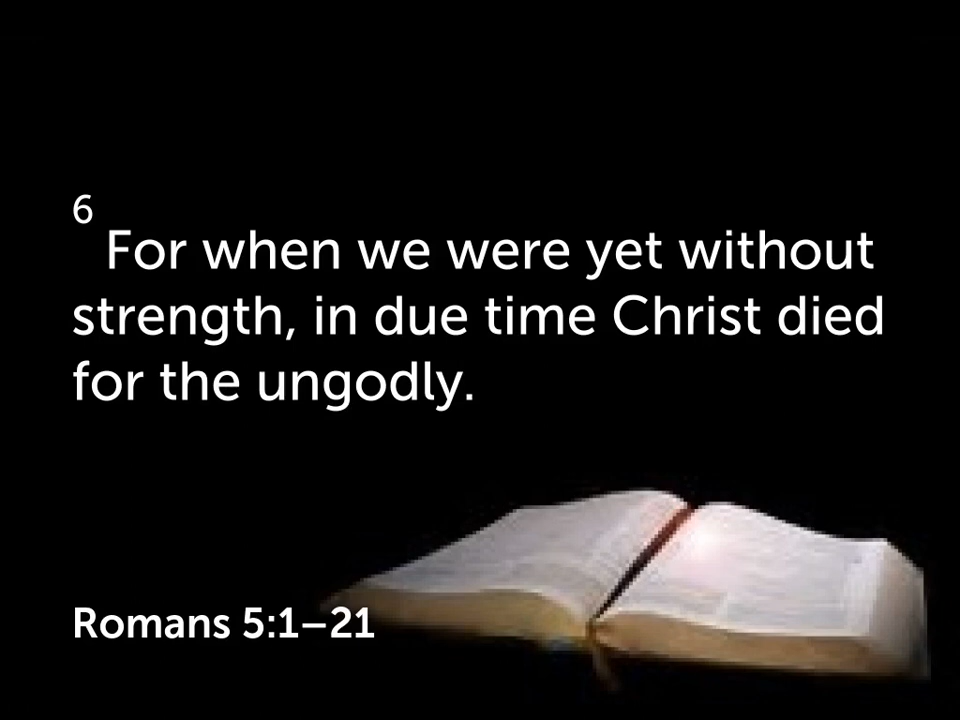 6 For when we were yet without
strength, in due time Christ died
for the ungodly.
Romans 5:1–21